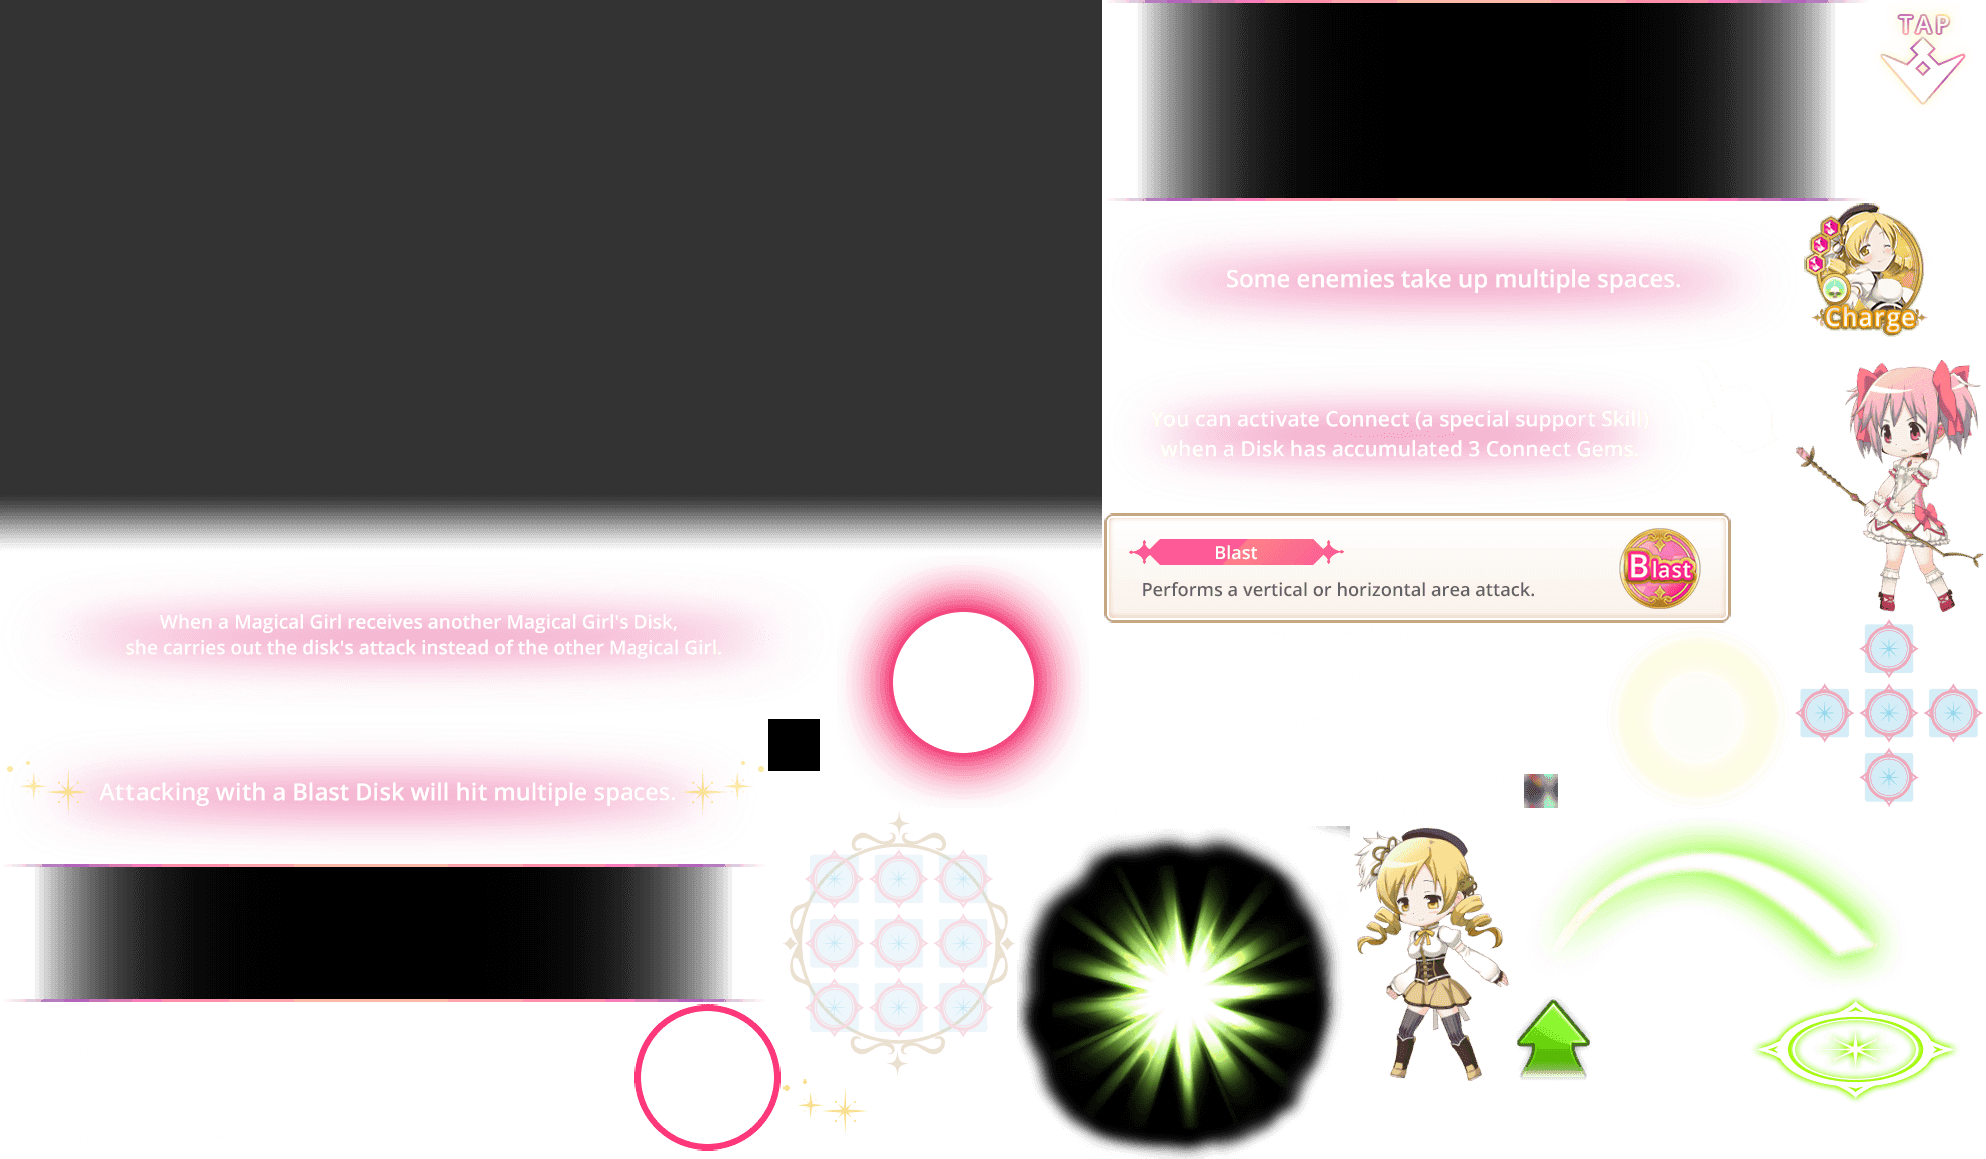 TAP
Some enemies take up multiple spaces.
Charge
You can activate Connect (a special support Skill)
when a Disk has accumulated 3 Connect Gems.
Blast
Performs a vertical or horizontal area attack.
Blast
When a Magical Girl receives another Magical Girl's Disk,
she carries out the disk's attack instead of the other Magical Girl.
Attacking with a Blast Disk will hit multiple spaces.